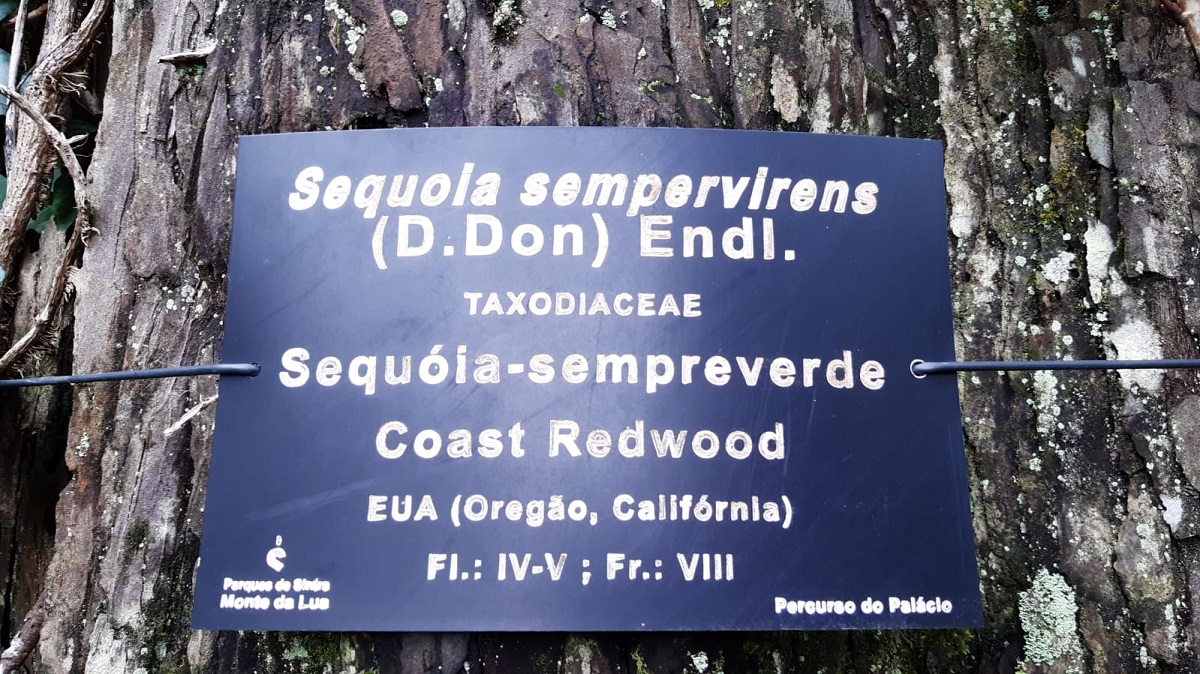 Sequoia sempervirens
(D.Don) Endl.
TAXODIACEAE
Sequóia-sempreverde
Coast Redwood
EUA (Oregão, Califórnia)
Fl.: IV-V ; Fr.: VIII
Parques de Sintra
Monte da Lua
Percurso do Palácio